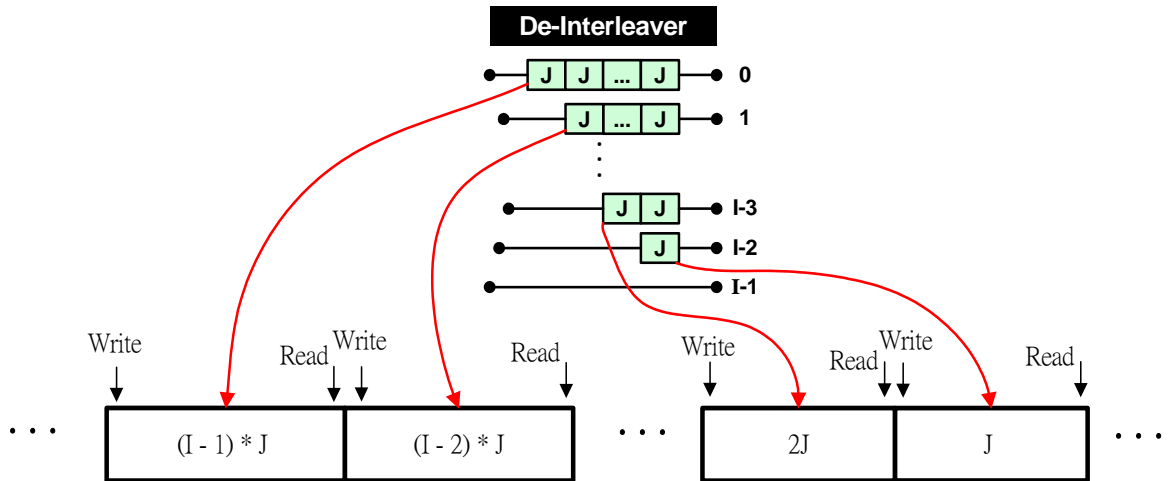 De-Interleaver
J J ... J 0
J ... J 1
J J I-3
J I-2
I-1
Write Read Write Read Write Read Write Read
(I - 1) * J (I - 2) * J 2J J